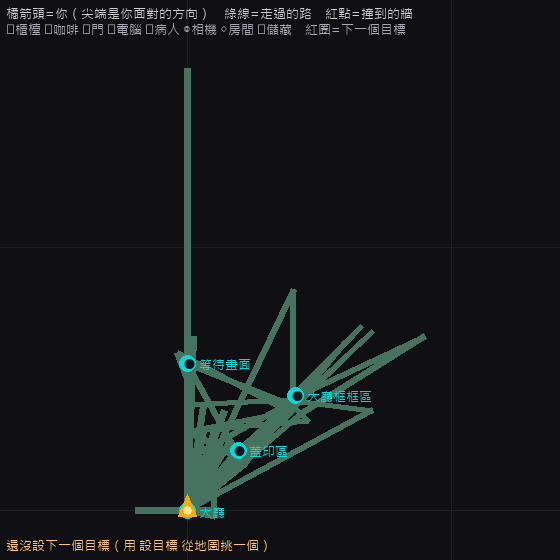 橘箭頭=你（尖端是你面對的方向） 綠線=走過的路 紅點=撞到的牆
櫃檯 咖啡 門 電腦 病人 相機 房間 儲藏 紅圈=下一個目標
等待畫面
大廳框框區
蓋印區
大廳
還沒設下一個目標（用 設目標 從地圖挑一個）